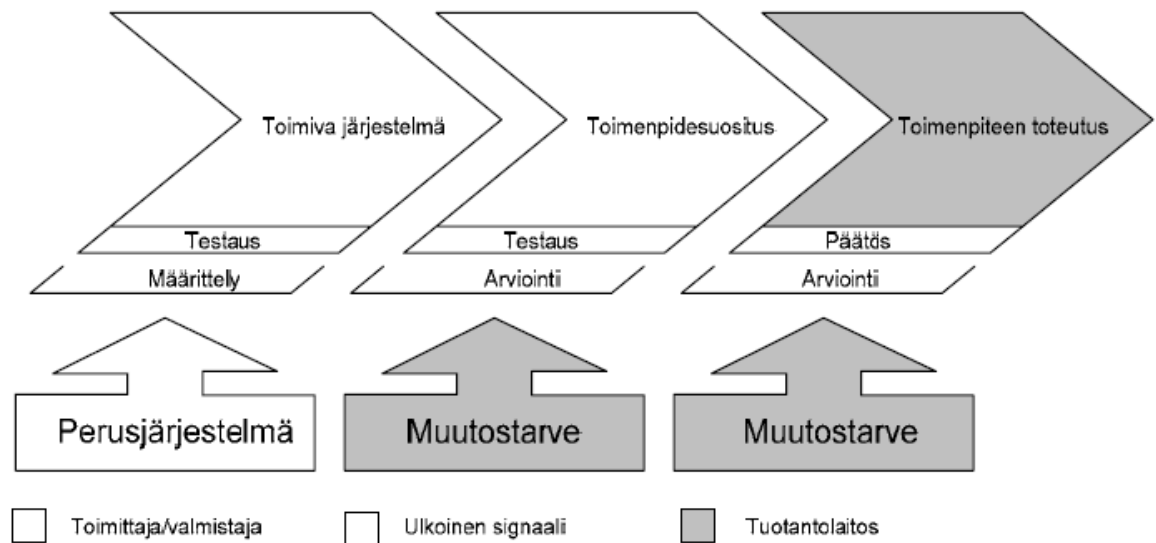 Toimiva järjestelmä
Toimenpidesuositus
Toimenpiteen toteutus
Testaus
Testaus
Päätös
Määrittely
Arviointi
Arviointi
Perusjärjestelmä
Muutostarve
Muutostarve
Toimittaja/valmistaja
Ulkoinen signaali
Tuotantolaitos